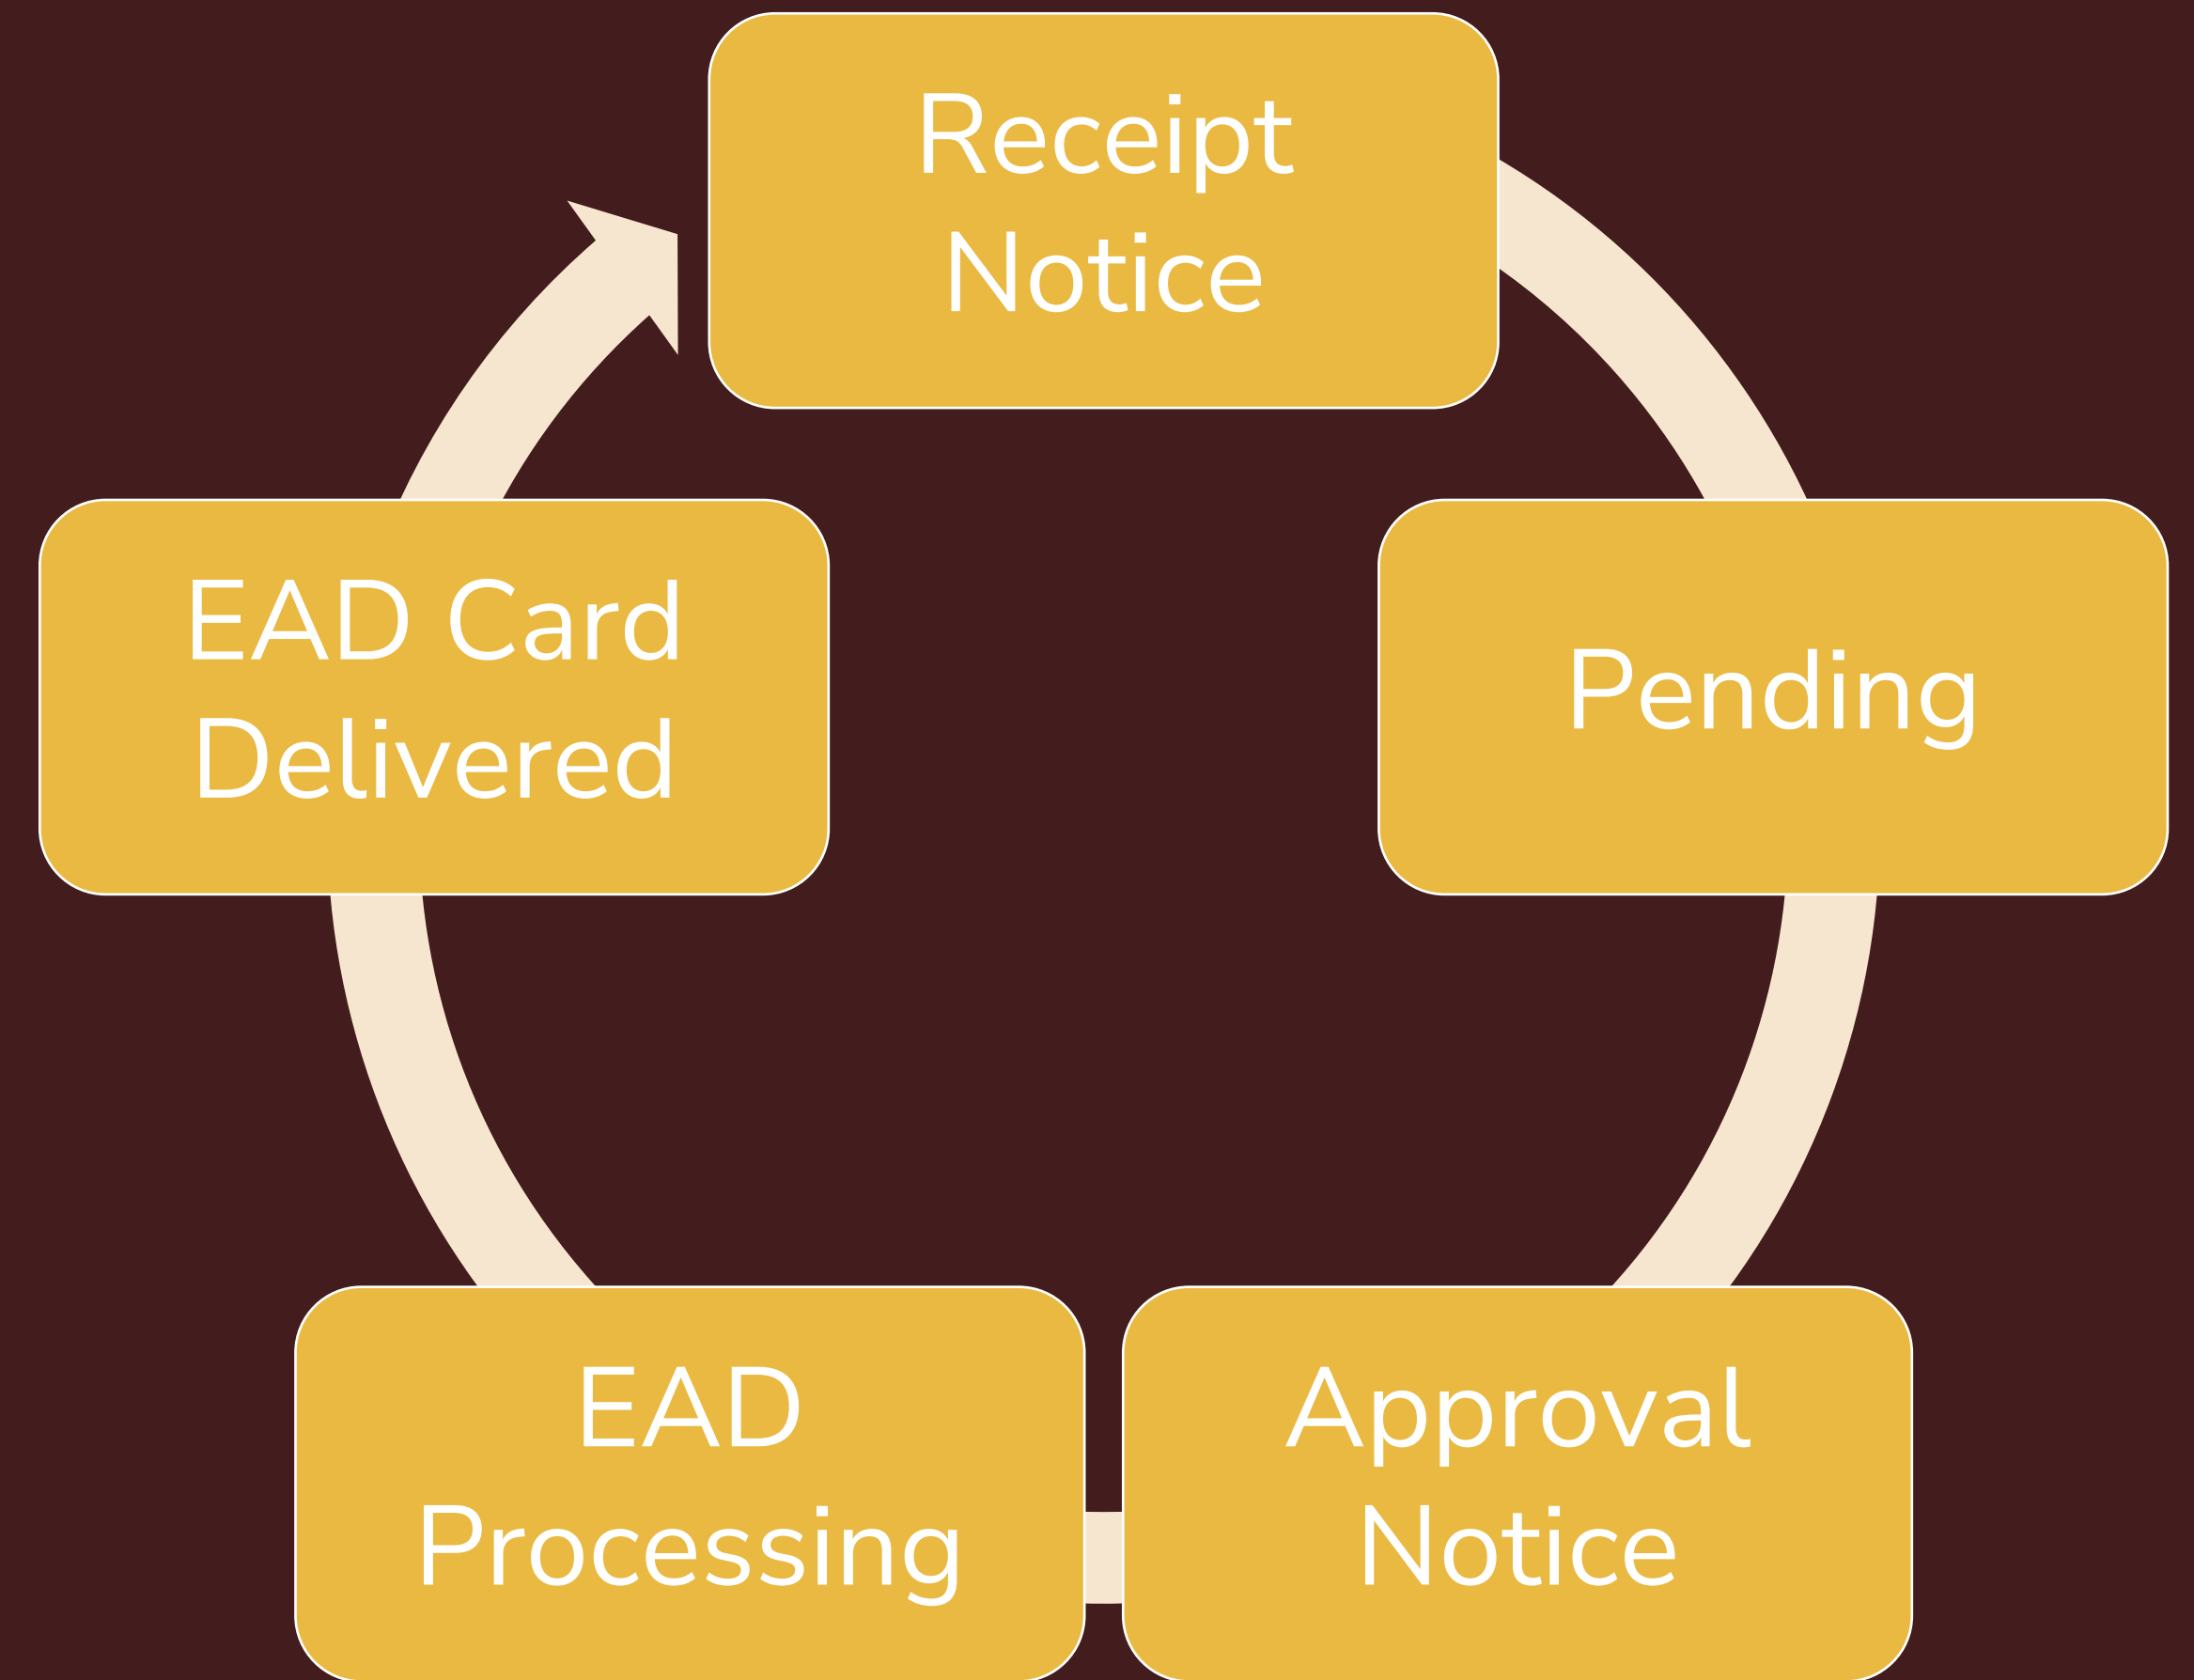 Receipt
Notice
Pending
Approval
Notice
EAD
Processing
EAD Card
Delivered